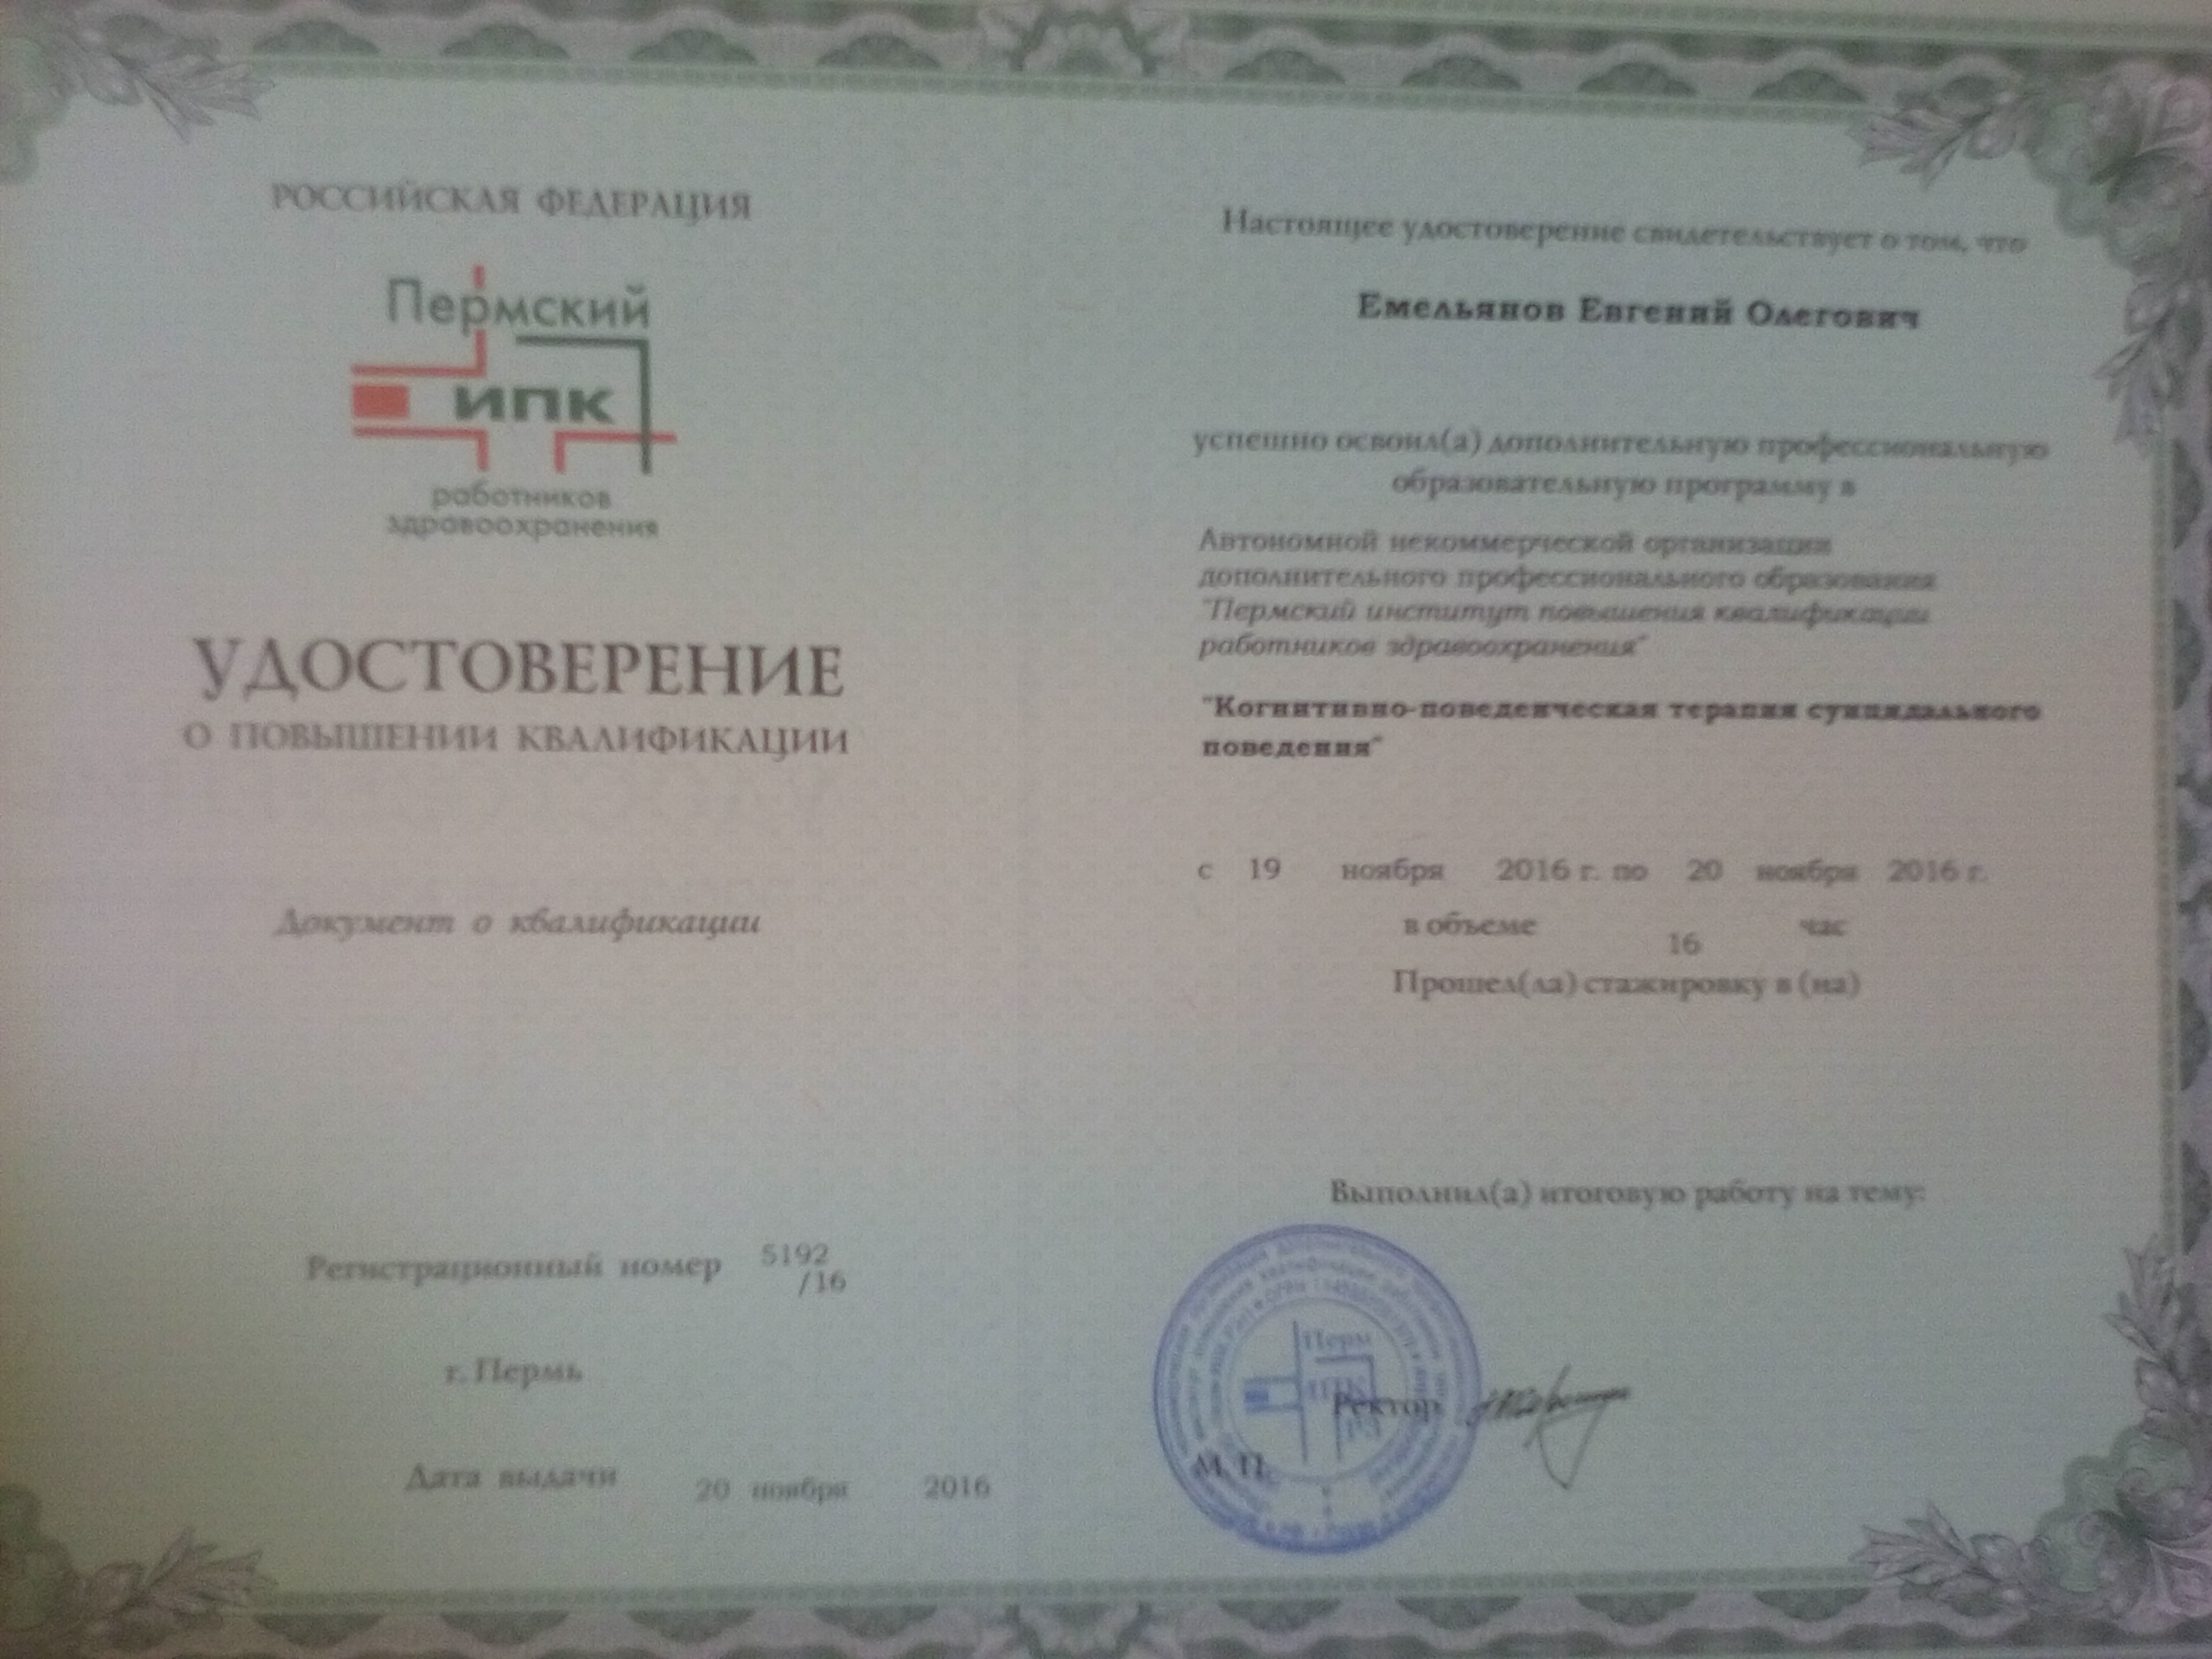 РОССИЙСКАЯ ФЕДЕРАЦИЯ
Пермский
ИПК
работников
здравоохранения
УДОСТОВЕРЕНИЕ
О ПОВЫШЕНИИ КВАЛИФИКАЦИИ
Документ о квалификации
Регистрационный номер 5192
/16
г. Пермь
Дата выдачи 20 ноября 2016
Настоящее удостоверение свидетельствует о том, что
Емельянов Евгений Олегович
успешно освоил(а) дополнительную профессиональную
образовательную программу в
Автономной некоммерческой организации
дополнительного профессионального образования
"Пермский институт повышения квалификации
работников здравоохранения"
"Когнитивно-поведенческая терапия суицидального
поведения"
с 19 ноября 2016 г. по 20 ноября 2016 г.
в объеме 16 час
Прошел(ла) стажировку в (на)
Выполнил(а) итоговую работу на тему:
Перм
ИПК
Ректор
М. П.